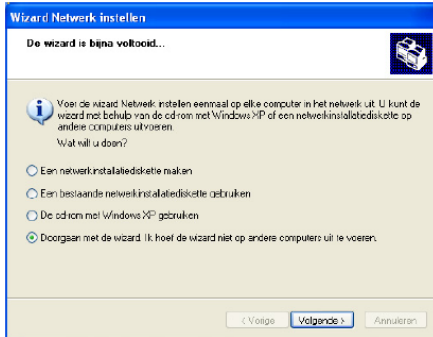 Wizard Netwerk instellen
De wizard is bijna voltooid...
Voer de wizard Netwerk instellen eenmaal op elke computer in het netwerk uit. U kunt de
wizard met behulp van de cd-rom met Windows XP of een netwerkinstallatiediskette op
andere computers uitvoeren.
Wat wilt u doen?
Een netwerkinstallatiediskette maken
Een bestaande netwerkinstallatiediskette gebruiken
De cd-rom met Windows XP gebruiken
Doorgaan met de wizard. Ik hoef de wizard niet op andere computers uit te voeren.
< Vorige
Volgende >
Annuleren